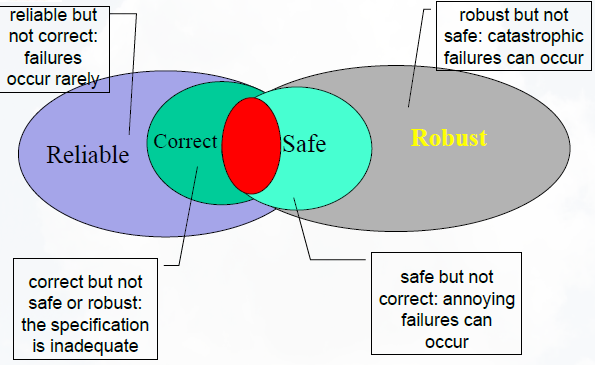 reliable but
not correct:
failures
occur rarely
robust but not
safe: catastrophic
failures can occur
Reliable
Correct
Safe
Robust
correct but not
safe or robust:
the specification
is inadequate
safe but not
correct: annoying
failures can
occur